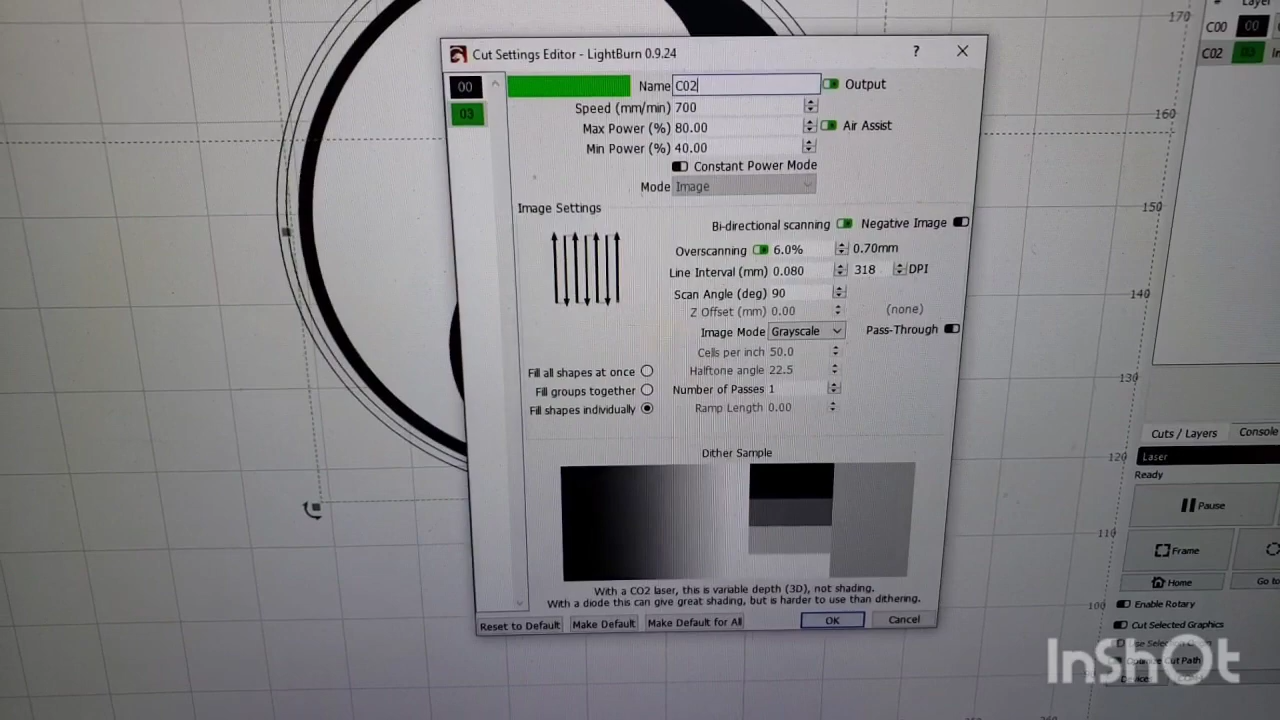 Cut Settings Editor - LightBurn 0.9.24 ?
00
03
Name C02 Output
Speed (mm/min) 700
Max Power (%) 80.00 Air Assist
Min Power (%) 40.00
Constant Power Mode
Mode Image
Image Settings
Bi-directional scanning Negative Image
Overscanning 6.0% 0.70mm
Line Interval (mm) 0.080 318 DPI
Scan Angle (deg) 90
Z Offset (mm) 0.00 (none)
Image Mode Grayscale Pass-Through
Cells per inch 50.0
Fill all shapes at once Halftone angle 22.5
Fill groups together Number of Passes 1
Fill shapes individually Ramp Length 0.00
Dither Sample
With a CO2 laser, this is variable depth (3D), not shading.
With a diode this can give great shading, but is harder to use than dithering.
Reset to Default Make Default Make Default for All OK Cancel
170
160
150
140
130
120
110
100
# Layer
C00 00
C02 03
Cuts / Layers Console
Laser
Ready
Pause
Frame
Home Go to
Enable Rotary
Cut Selected Graphics
Optimize Cut Path
Devices
InShOt